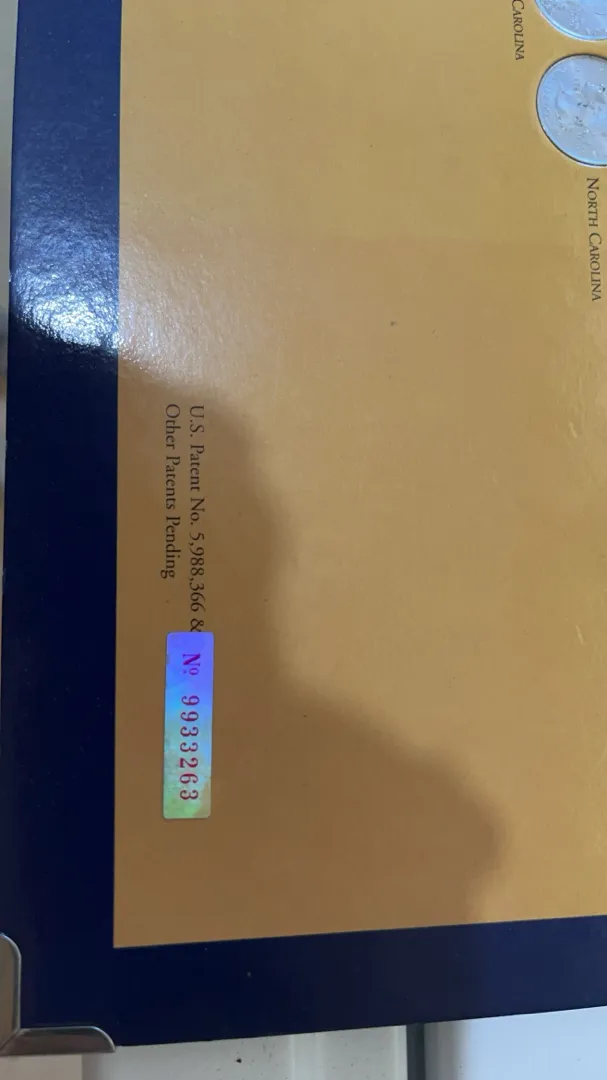 CAROLINA
NORTH CAROLINA
U.S. Patent No. 5,988,366 &
Other Patents Pending
Nº 9933263